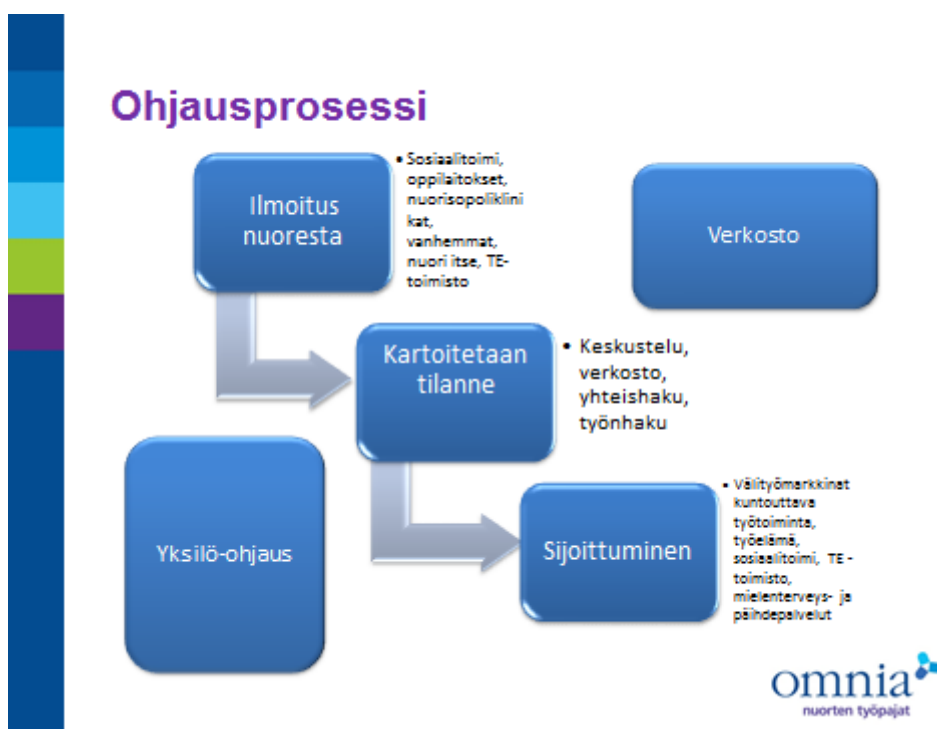 Ohjausprosessi
Ilmoitus
nuoresta
• Sosiaalitoimi,
oppilaitokset,
nuorisopoliklini
kat,
vanhemmat,
nuori itse, TE-
toimisto
Verkosto
Kartoitetaan
tilanne
• Keskustelu,
verkosto,
yhteishaku,
työnhaku
Yksilö-ohjaus
Sijoittuminen
• Välityömarkkinat
kuntouttava
työtoiminta,
työelämä,
sosiaalitoimi, TE -
toimisto,
mielenterveys- ja
päihdepalvelut
omnia
nuorten työpajat